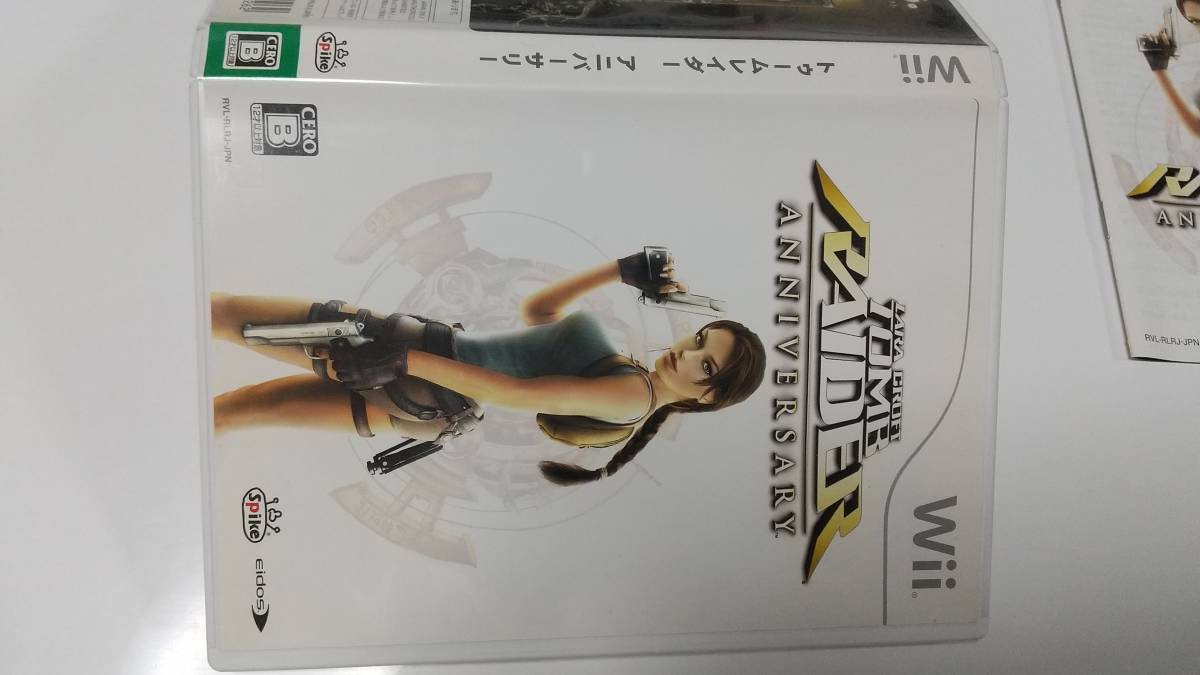 Wii
トゥームレイダー アニバーサリー
Spike
CERO
B
12才以上対象
Wii
LARA CROFT
TOMB
RAIDER
ANNIVERSARY™
CERO
B
12才以上対象
RVL-RLRJ-JPN
Spike
eidos
AN
RVL-RLRJ-JPN